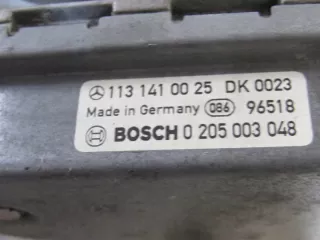 113 141 00 25 DK 0023
Made in Germany 086 96518
BOSCH 0 205 003 048